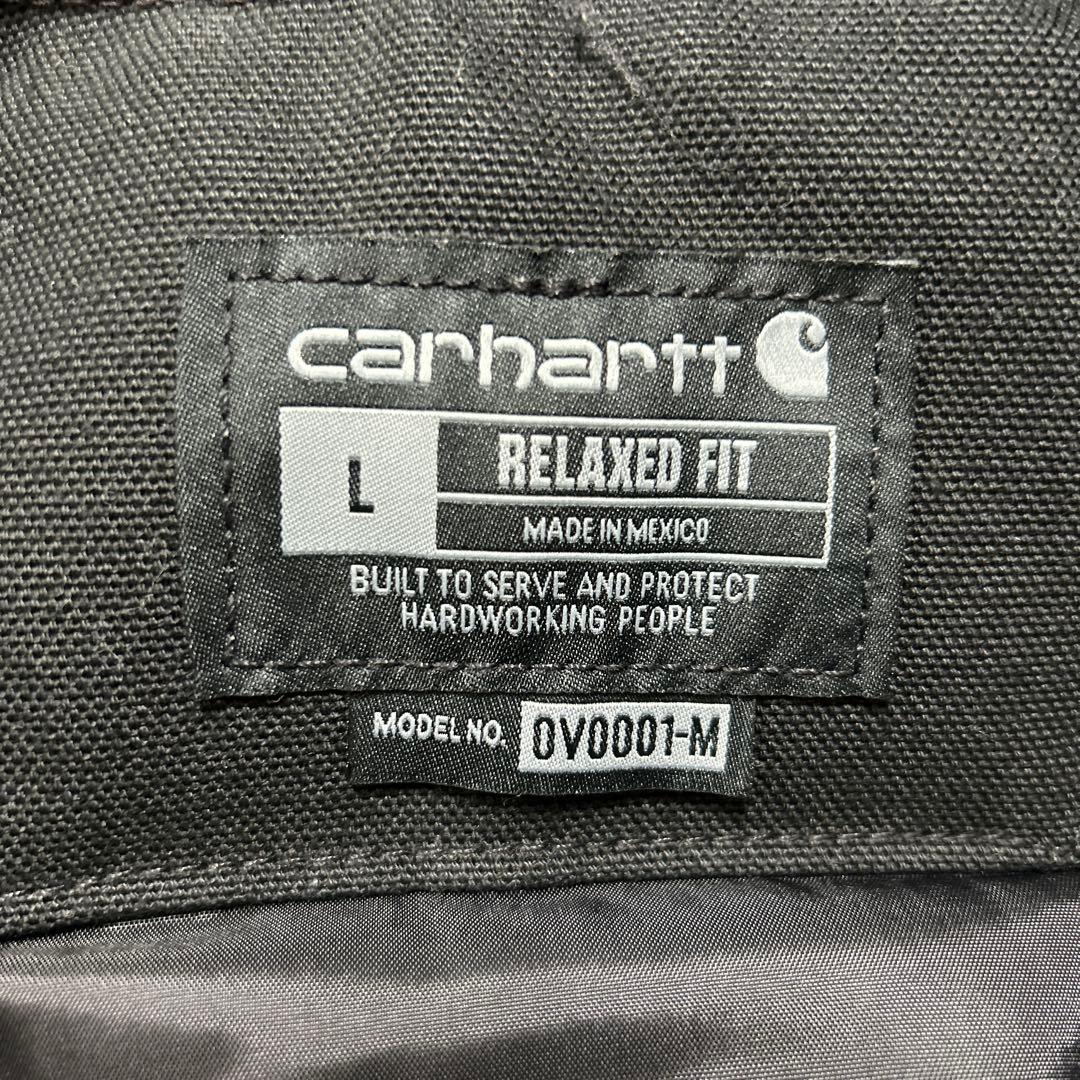 carhartt
L
RELAXED FIT
MADE IN MEXICO
BUILT TO SERVE AND PROTECT
HARDWORKING PEOPLE
MODEL NO. 0V0001-M